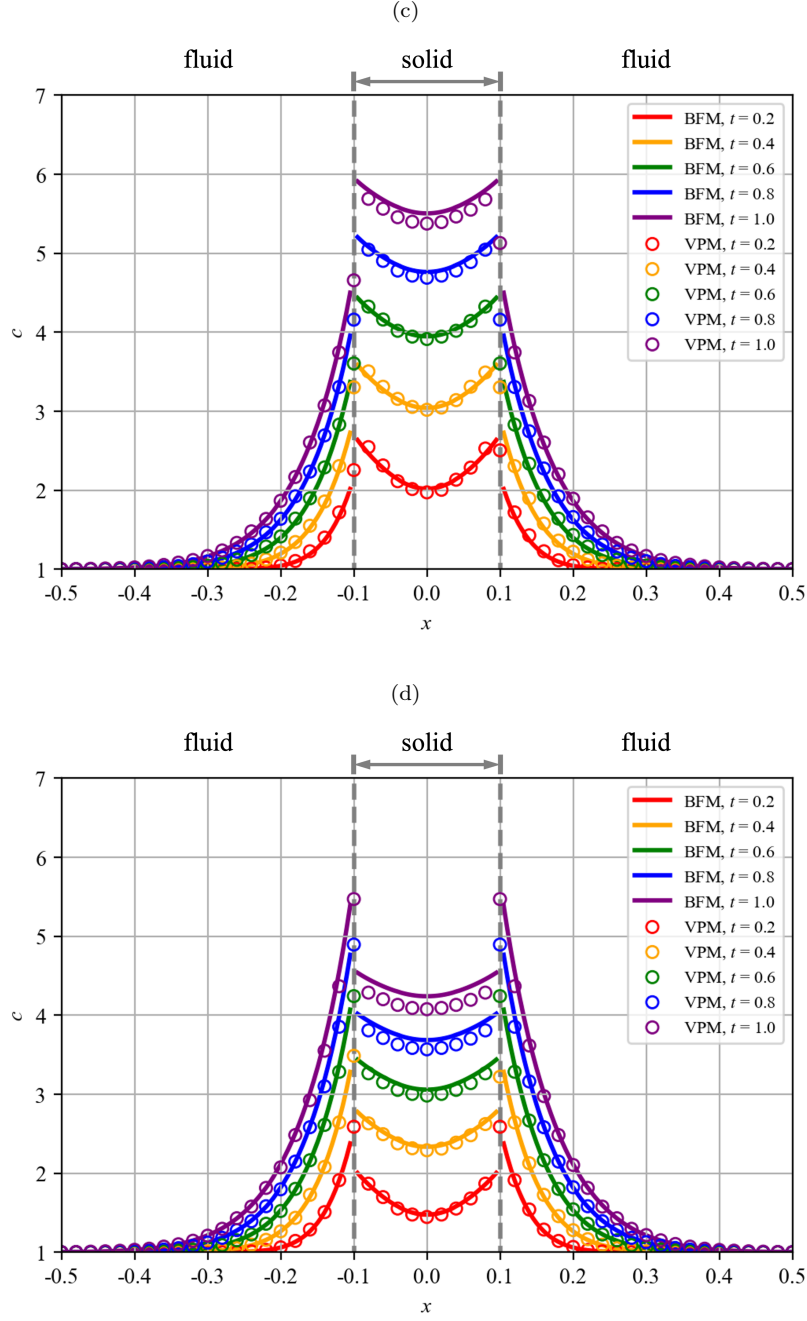 (c)
fluid solid fluid
7
6
5
4
3
2
1
c
-0.5 -0.4 -0.3 -0.2 -0.1 0.0 0.1 0.2 0.3 0.4 0.5
x
BFM, t = 0.2
BFM, t = 0.4
BFM, t = 0.6
BFM, t = 0.8
BFM, t = 1.0
VPM, t = 0.2
VPM, t = 0.4
VPM, t = 0.6
VPM, t = 0.8
VPM, t = 1.0
(d)
fluid solid fluid
7
6
5
4
3
2
1
c
-0.5 -0.4 -0.3 -0.2 -0.1 0.0 0.1 0.2 0.3 0.4 0.5
x
BFM, t = 0.2
BFM, t = 0.4
BFM, t = 0.6
BFM, t = 0.8
BFM, t = 1.0
VPM, t = 0.2
VPM, t = 0.4
VPM, t = 0.6
VPM, t = 0.8
VPM, t = 1.0